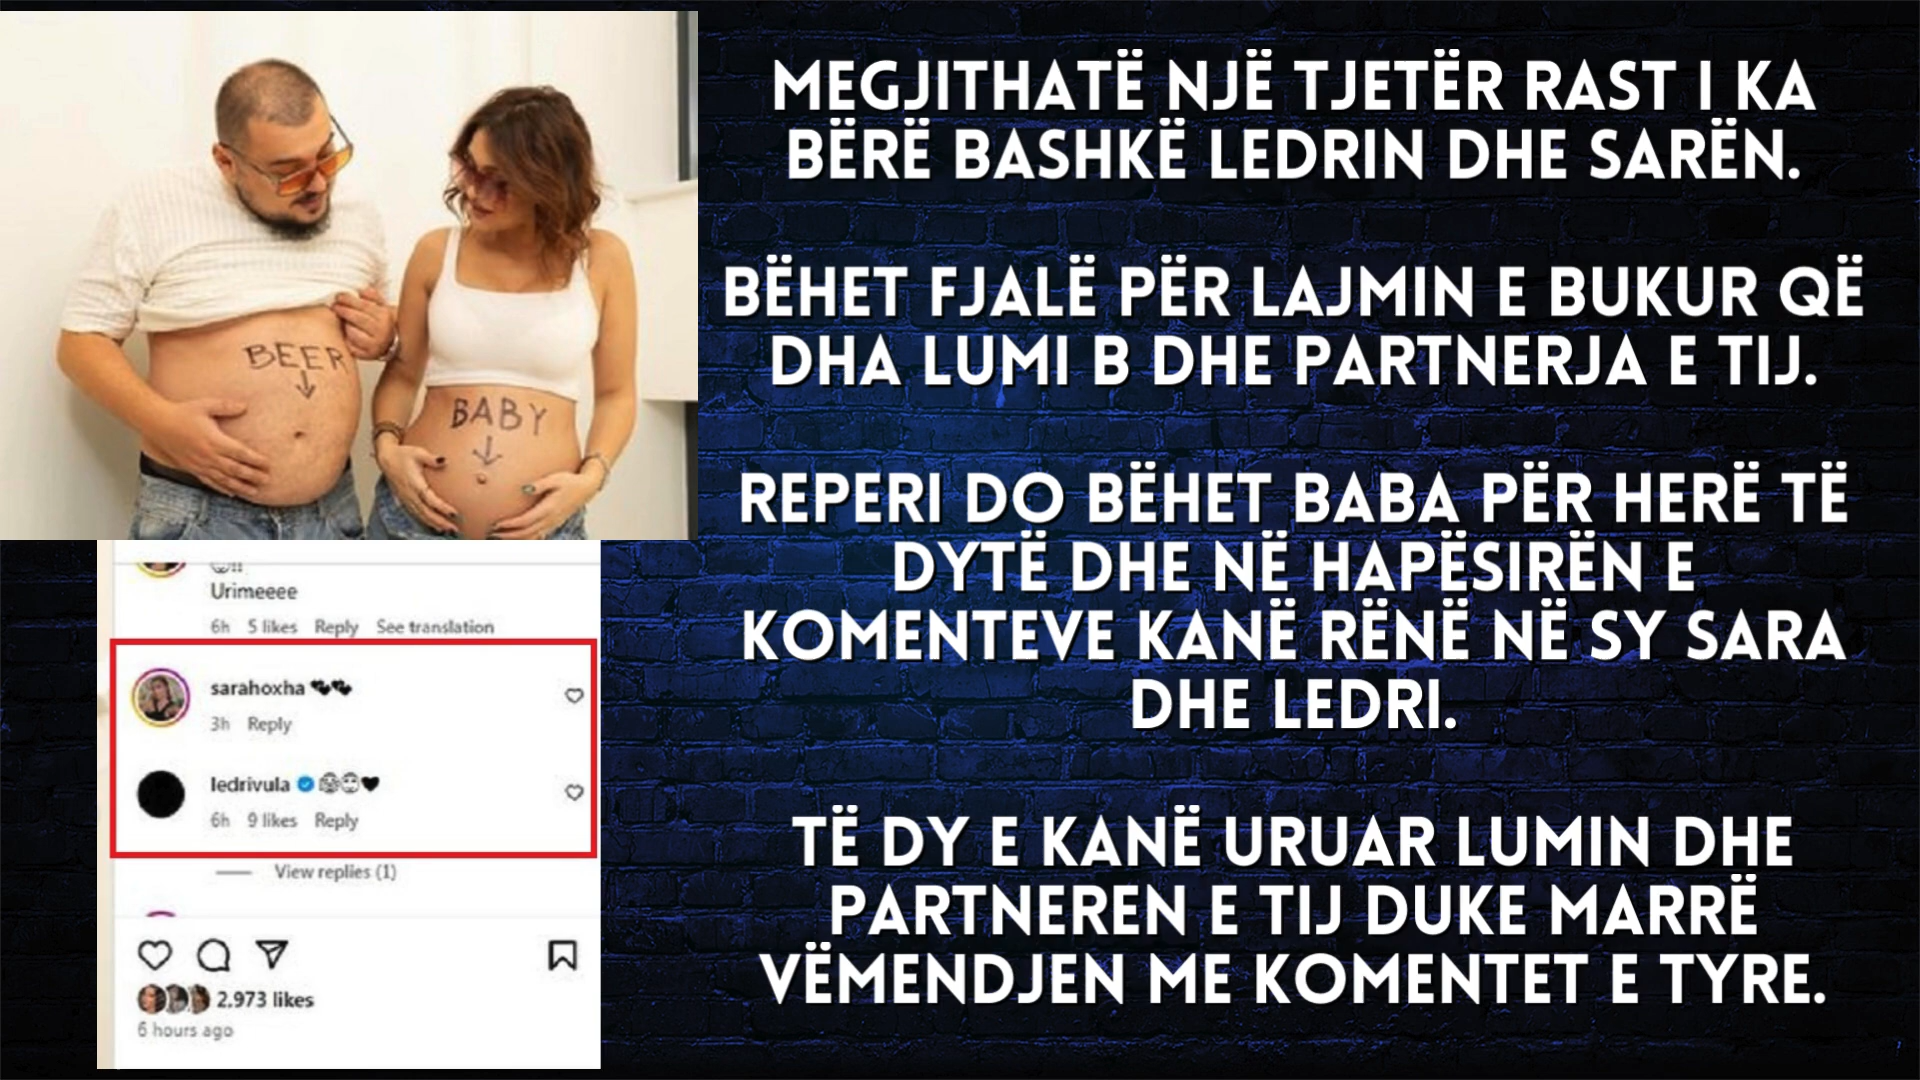 BEER
BABY
MEGJITHATË NJË TJETËR RAST I KA
BËRË BASHKË LEDRIN DHE SARËN.
BËHET FJALË PËR LAJMIN E BUKUR QË
DHA LUMI B DHE PARTNERJA E TIJ.
REPERI DO BËHET BABA PËR HERË TË
DYTË DHE NË HAPËSIRËN E
KOMENTEVE KANË RËNË NË SY SARA
DHE LEDRI.
TË DY E KANË URUAR LUMIN DHE
PARTNEREN E TIJ DUKE MARRË
VËMENDJEN ME KOMENTET E TYRE.
Urimeeee
6h 5 likes Reply See translation
sarahoxha
3h Reply
ledrivula
6h 9 likes Reply
View replies (1)
2.973 likes
6 hours ago